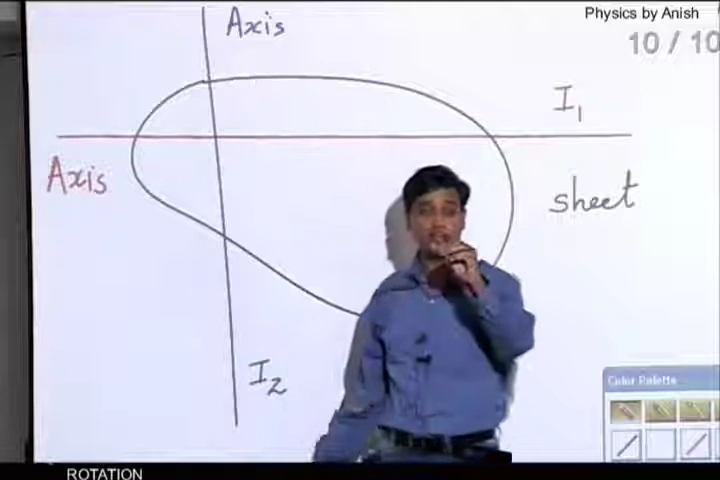 Physics by Anish
10 / 10
Axis
I1
Axis
sheet
I2
Color Palette
ROTATION